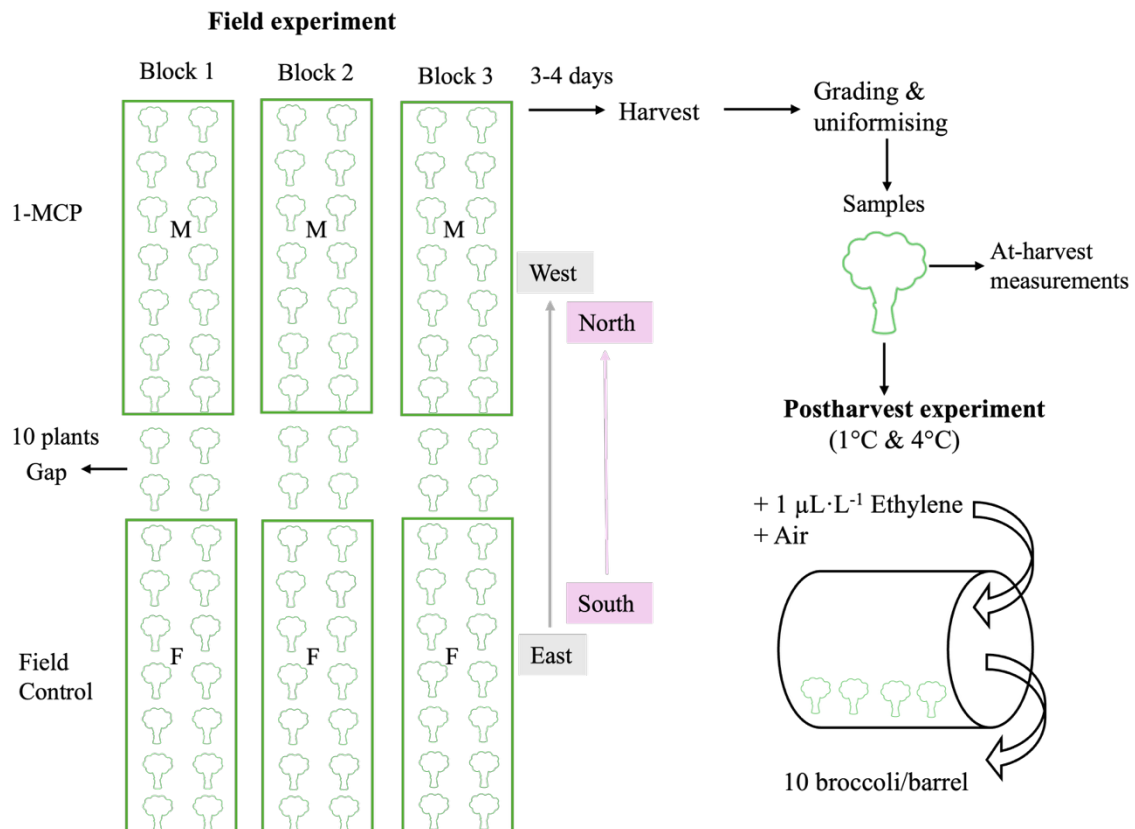 Field experiment
Block 1
Block 2
Block 3
3-4 days
Harvest
Grading &
uniformising
1-MCP
M
M
M
Samples
At-harvest
measurements
West
North
Postharvest experiment
(1°C & 4°C)
10 plants
Gap
+ 1 µL·L⁻¹ Ethylene
+ Air
South
East
Field
Control
F
F
F
10 broccoli/barrel